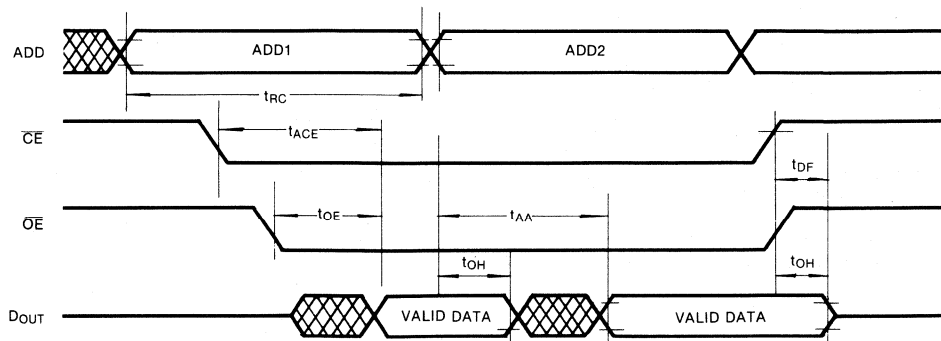 ADD ADD1 ADD2
tRC
CE tACE
tDF
OE tOE tAA
tOH tOH
DOUT VALID DATA VALID DATA